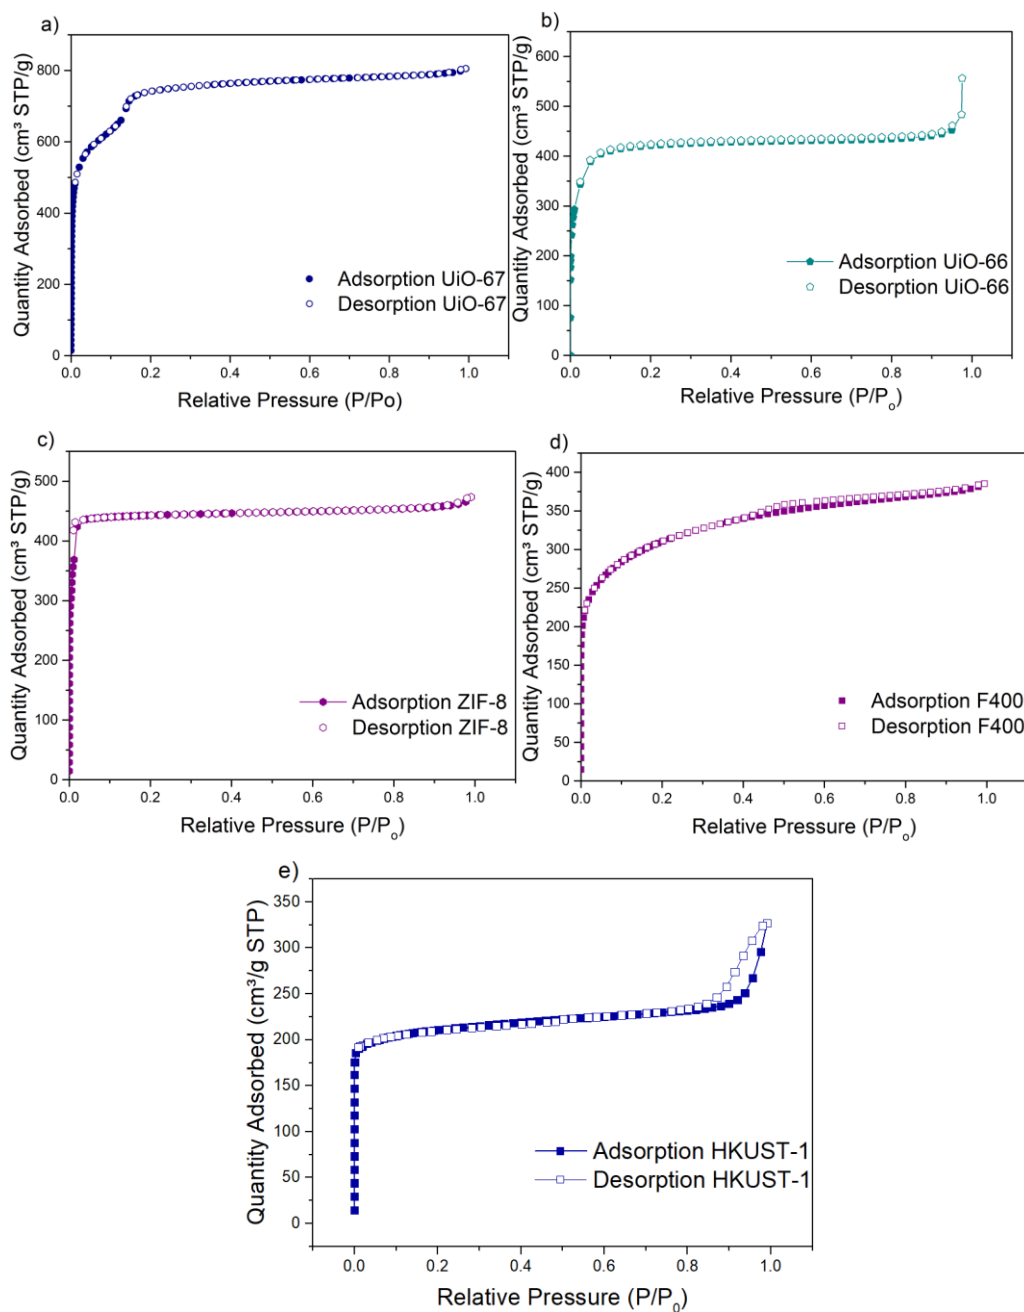 a)
Quantity Adsorbed (cm³ STP/g)
800
600
400
200
0
Adsorption UiO-67
Desorption UiO-67
0.0 0.2 0.4 0.6 0.8 1.0
Relative Pressure (P/Po)
b)
Quantity Adsorbed (cm³ STP/g)
600
500
400
300
200
100
0
Adsorption UiO-66
Desorption UiO-66
0.0 0.2 0.4 0.6 0.8 1.0
Relative Pressure (P/Pₒ)
c)
Quantity Adsorbed (cm³ STP/g)
500
400
300
200
100
0
Adsorption ZIF-8
Desorption ZIF-8
0.0 0.2 0.4 0.6 0.8 1.0
Relative Pressure (P/Pₒ)
d)
Quantity Adsorbed (cm³ STP/g)
400
350
300
250
200
150
100
50
0
Adsorption F400
Desorption F400
0.0 0.2 0.4 0.6 0.8 1.0
Relative Pressure (P/Pₒ)
e)
Quantity Adsorbed (cm³/g STP)
350
300
250
200
150
100
50
0
Adsorption HKUST-1
Desorption HKUST-1
0.0 0.2 0.4 0.6 0.8 1.0
Relative Pressure (P/P₀)